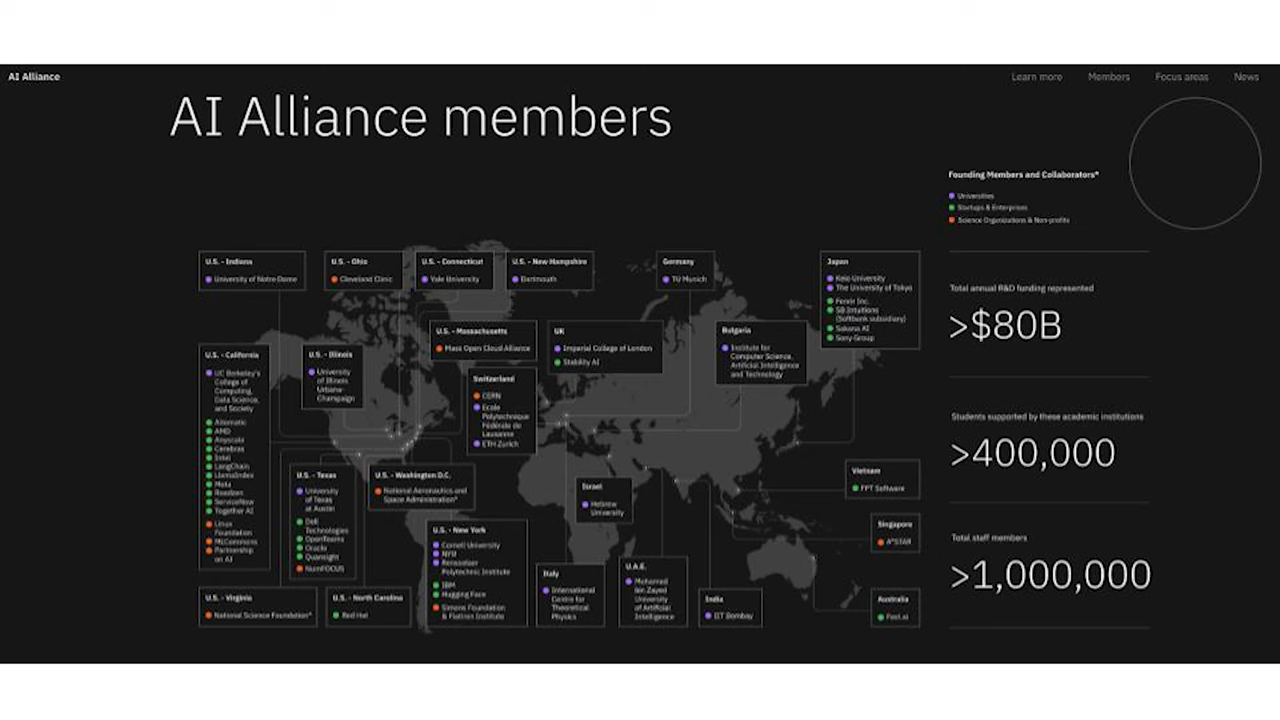 AI Alliance
Learn more
Members
Focus areas
News
AI Alliance members
Founding Members and Collaborators*
Universities
Startups & Enterprises
Science Organizations & Non-profits
U.S. - Indiana
University of Notre Dame
U.S. - Ohio
Cleveland Clinic
U.S. - Connecticut
Yale University
U.S. - New Hampshire
Dartmouth
Germany
TU Munich
Japan
Keio University
The University of Tokyo
Fenrir Inc.
SB Intuitions
(Softbank subsidiary)
Sakana AI
Sony Group
U.S. - Massachusetts
Mass Open Cloud Alliance
UK
Imperial College of London
Stability AI
Bulgaria
Institute for
Computer Science,
Artificial Intelligence
and Technology
U.S. - California
UC Berkeley's
College of
Computing,
Data Science,
and Society
Aitomatic
AMD
Anyscale
Cerebras
Intel
LangChain
LlamaIndex
Meta
Roadzen
ServiceNow
Together AI
Linux
Foundation
MLCommons
Partnership
on AI
U.S. - Illinois
University
of Illinois
Urbana-
Champaign
Switzerland
CERN
Ecole
Polytechnique
Fédérale de
Lausanne
ETH Zurich
U.S. - Texas
University
of Texas
at Austin
Dell
Technologies
OpenTeams
Oracle
Quansight
NumFOCUS
U.S. - Washington D.C.
National Aeronautics and
Space Administration*
Israel
Hebrew
University
Vietnam
FPT Software
Singapore
A*STAR
U.S. - New York
Cornell University
NYU
Rensselaer
Polytechnic Institute
IBM
Hugging Face
Simons Foundation
& Flatiron Institute
Italy
International
Centre for
Theoretical
Physics
U.A.E.
Mohamed
bin Zayed
University
of Artificial
Intelligence
India
IIT Bombay
Australia
Fast.ai
U.S. - Virginia
National Science Foundation*
U.S. - North Carolina
Red Hat
Total annual R&D funding represented
>$80B
Students supported by these academic institutions
>400,000
Total staff members
>1,000,000